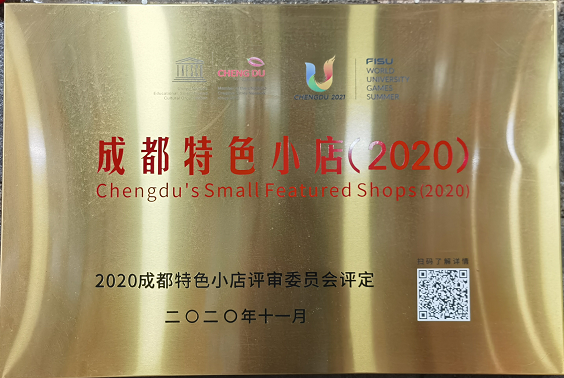 CHENGDU
CHENGDU 2021
FISU
WORLD
UNIVERSITY
GAMES
SUMMER
成都特色小店(2020)
Chengdu's Small Featured Shops(2020)
扫码了解详情
2020成都特色小店评审委员会评定
二〇二〇年十一月